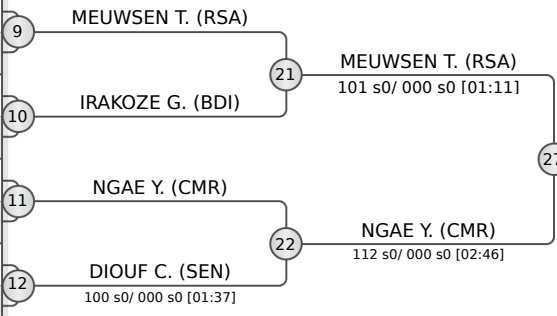 9
MEUWSEN T. (RSA)
21
MEUWSEN T. (RSA)
101 s0/ 000 s0 [01:11]
10
IRAKOZE G. (BDI)
27
11
NGAE Y. (CMR)
22
NGAE Y. (CMR)
112 s0/ 000 s0 [02:46]
12
DIOUF C. (SEN)
100 s0/ 000 s0 [01:37]